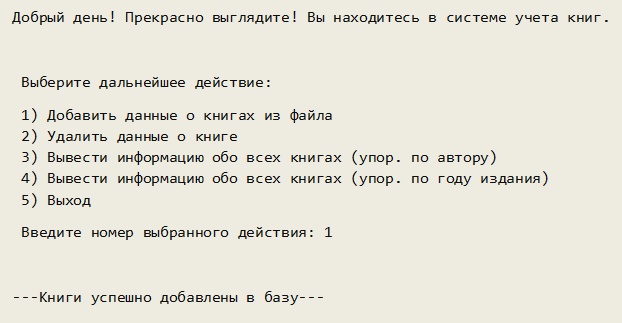 Добрый день! Прекрасно выглядите! Вы находитесь в системе учета книг.
Выберите дальнейшее действие:
1) Добавить данные о книгах из файла
2) Удалить данные о книге
3) Вывести информацию обо всех книгах (упор. по автору)
4) Вывести информацию обо всех книгах (упор. по году издания)
5) Выход
Введите номер выбранного действия: 1
---Книги успешно добавлены в базу---